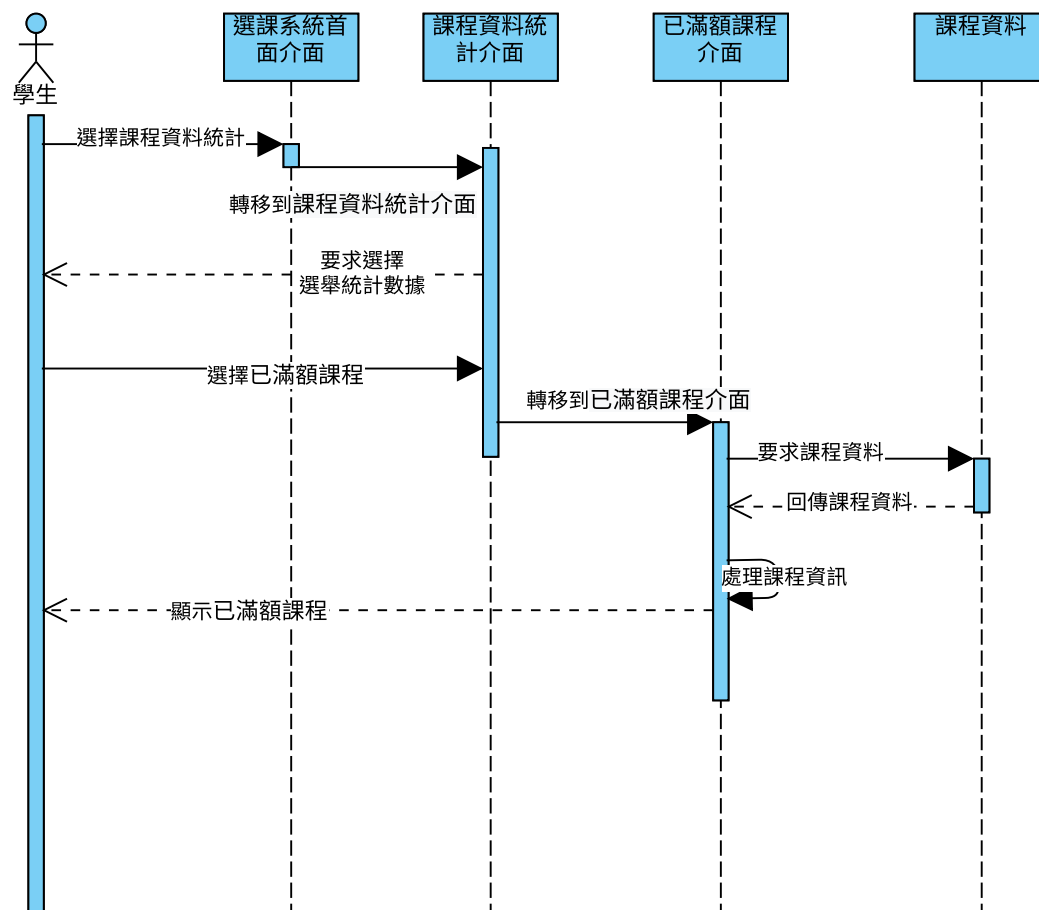 選課系統首
面介面
課程資料統
計介面
已滿額課程
介面
課程資料
學生
選擇課程資料統計
轉移到課程資料統計介面
要求選擇
選舉統計數據
選擇已滿額課程
轉移到已滿額課程介面
要求課程資料
回傳課程資料
處理課程資訊
顯示已滿額課程